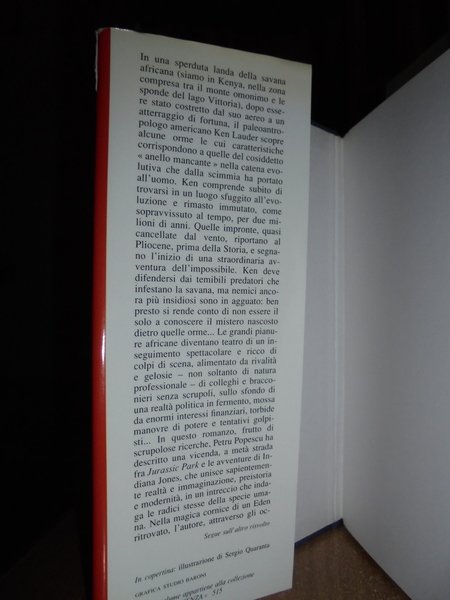 In una sperduta landa della savana
africana (siamo in Kenya, nella zona
compresa tra il monte omonimo e le
sponde del lago Vittoria), dopo esse-
re stato costretto dal suo aereo a un
atterraggio di fortuna, il paleoantro-
pologo americano Ken Lauder scopre
alcune orme le cui caratteristiche
corrispondono a quelle del cosiddetto
« anello mancante » nella catena evo-
lutiva che dalla scimmia ha portato
all'uomo. Ken comprende subito di
trovarsi in un luogo sfuggito all'evo-
luzione e rimasto immutato, come
sopravvissuto al tempo, per due mi-
lioni di anni. Quelle impronte, quasi
cancellate dal vento, riportano al
Pliocene, prima della Storia, e segna-
no l'inizio di una straordinaria av-
ventura dell'impossibile. Ken deve
difendersi dai temibili predatori che
infestano la savana, ma nemici anco-
ra più insidiosi sono in agguato: ben
presto si rende conto di non essere il
solo a conoscere il mistero nascosto
dietro quelle orme... Le grandi pianu-
re africane diventano teatro di un in-
seguimento spettacolare e ricco di
colpi di scena, alimentato da rivalità
e gelosie – non soltanto di natura
professionale – di colleghi e bracco-
nieri senza scrupoli, sullo sfondo di
una realtà politica in fermento, mossa
da enormi interessi finanziari, torbide
manovre di potere e tentativi golpi-
sti... In questo romanzo, frutto di
scrupolose ricerche, Petru Popescu ha
descritto una vicenda, a metà strada
fra Jurassic Park e le avventure di In-
diana Jones, che unisce sapientemen-
te realtà e immaginazione, preistoria
e modernità, in un intreccio che inda-
ga le radici stesse della specie uma-
na. Nella magica cornice di un Eden
ritrovato, l'autore, attraverso gli oc-
Segue sull'altro risvolto
In copertina: illustrazione di Sergio Quaranta
GRAFICA STUDIO BARONI
volume appartiene alla collezione
515